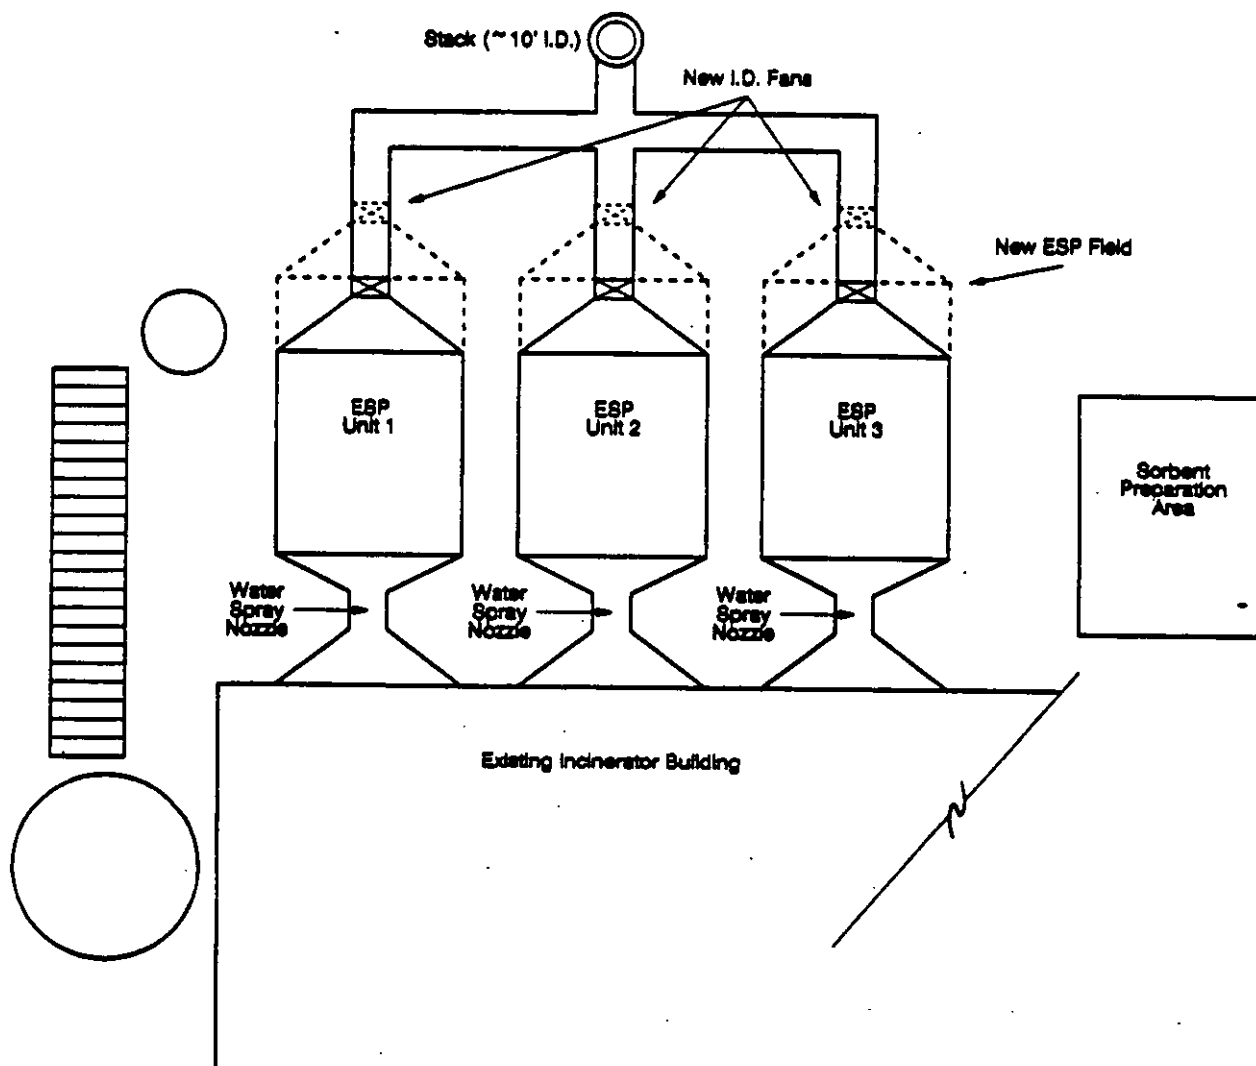 Stack (~10' I.D.)
New I.D. Fans
New ESP Field
ESP
Unit 1
ESP
Unit 2
ESP
Unit 3
Sorbent
Preparation
Area
Water
Spray
Nozzle
Water
Spray
Nozzle
Water
Spray
Nozzle
Existing Incinerator Building